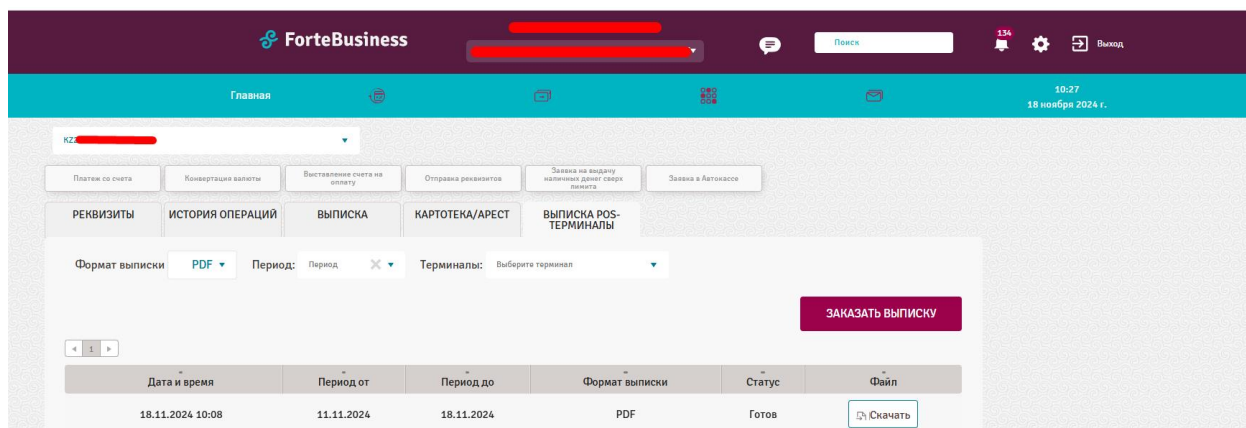 ForteBusiness
Поиск
134
Выход
Главная
10:27
18 ноября 2024 г.
KZ2
Платеж со счета
Конвертация валюты
Выставление счета на
оплату
Отправка реквизитов
Заявка на выдачу
наличных денег сверх
лимита
Заявка в Автокассе
РЕКВИЗИТЫ
ИСТОРИЯ ОПЕРАЦИЙ
ВЫПИСКА
КАРТОТЕКА/АРЕСТ
ВЫПИСКА POS-
ТЕРМИНАЛЫ
Формат выписки PDF Период: Период Терминалы: Выберите терминал
ЗАКАЗАТЬ ВЫПИСКУ
1
Дата и время Период от Период до Формат выписки Статус Файл
18.11.2024 10:08 11.11.2024 18.11.2024 PDF Готов Скачать